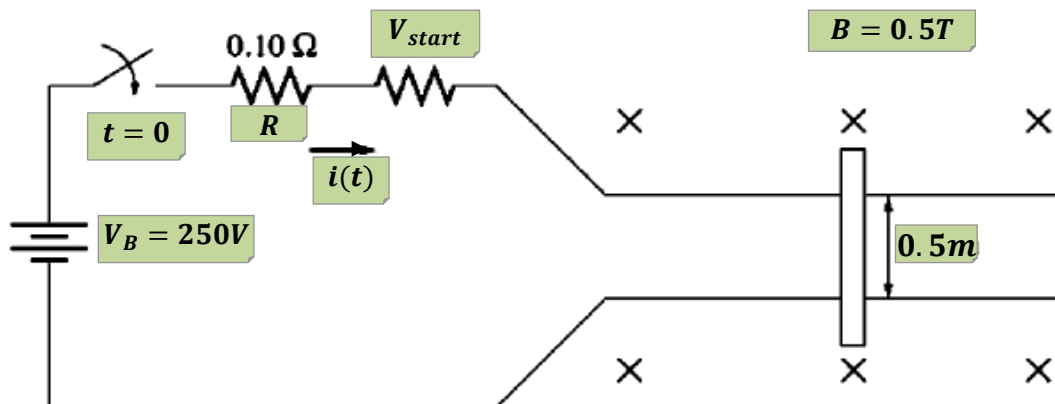 0.10 Ω
V_start
B = 0.5T
t = 0
R
i(t)
V_B = 250V
0.5m
× × ×
× × ×